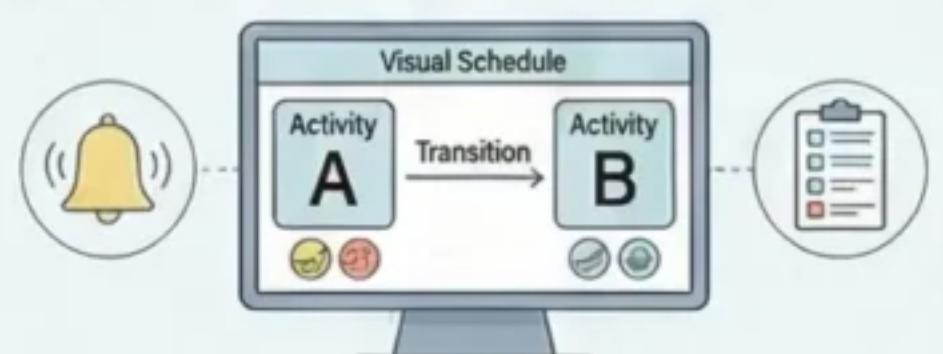 Visual Schedule
Activity
A
Transition
Activity
B